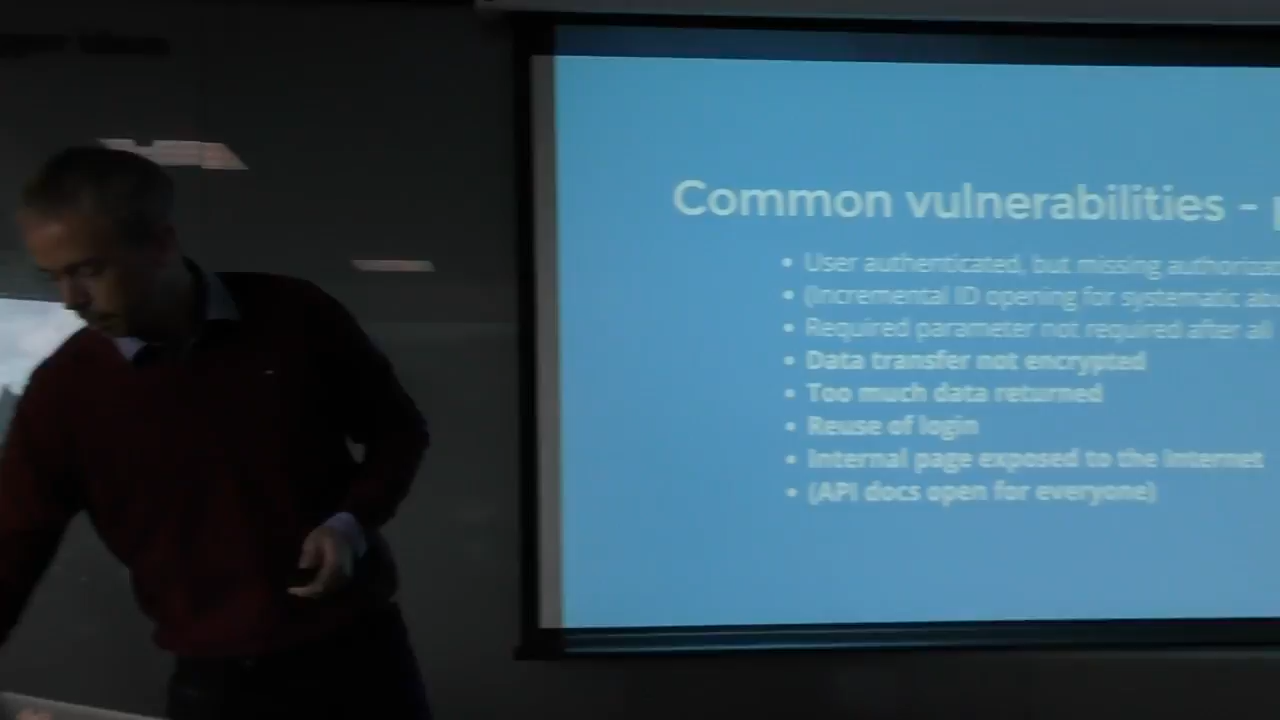 Common vulnerabilities -
• User authenticated, but missing
• (Incremental ID opening for systematic
• Required parameter not required after all
• Data transfer not encrypted
• Too much data returned
• Reuse of login
• Internal page exposed to the Internet
• (API docs open for everyone)